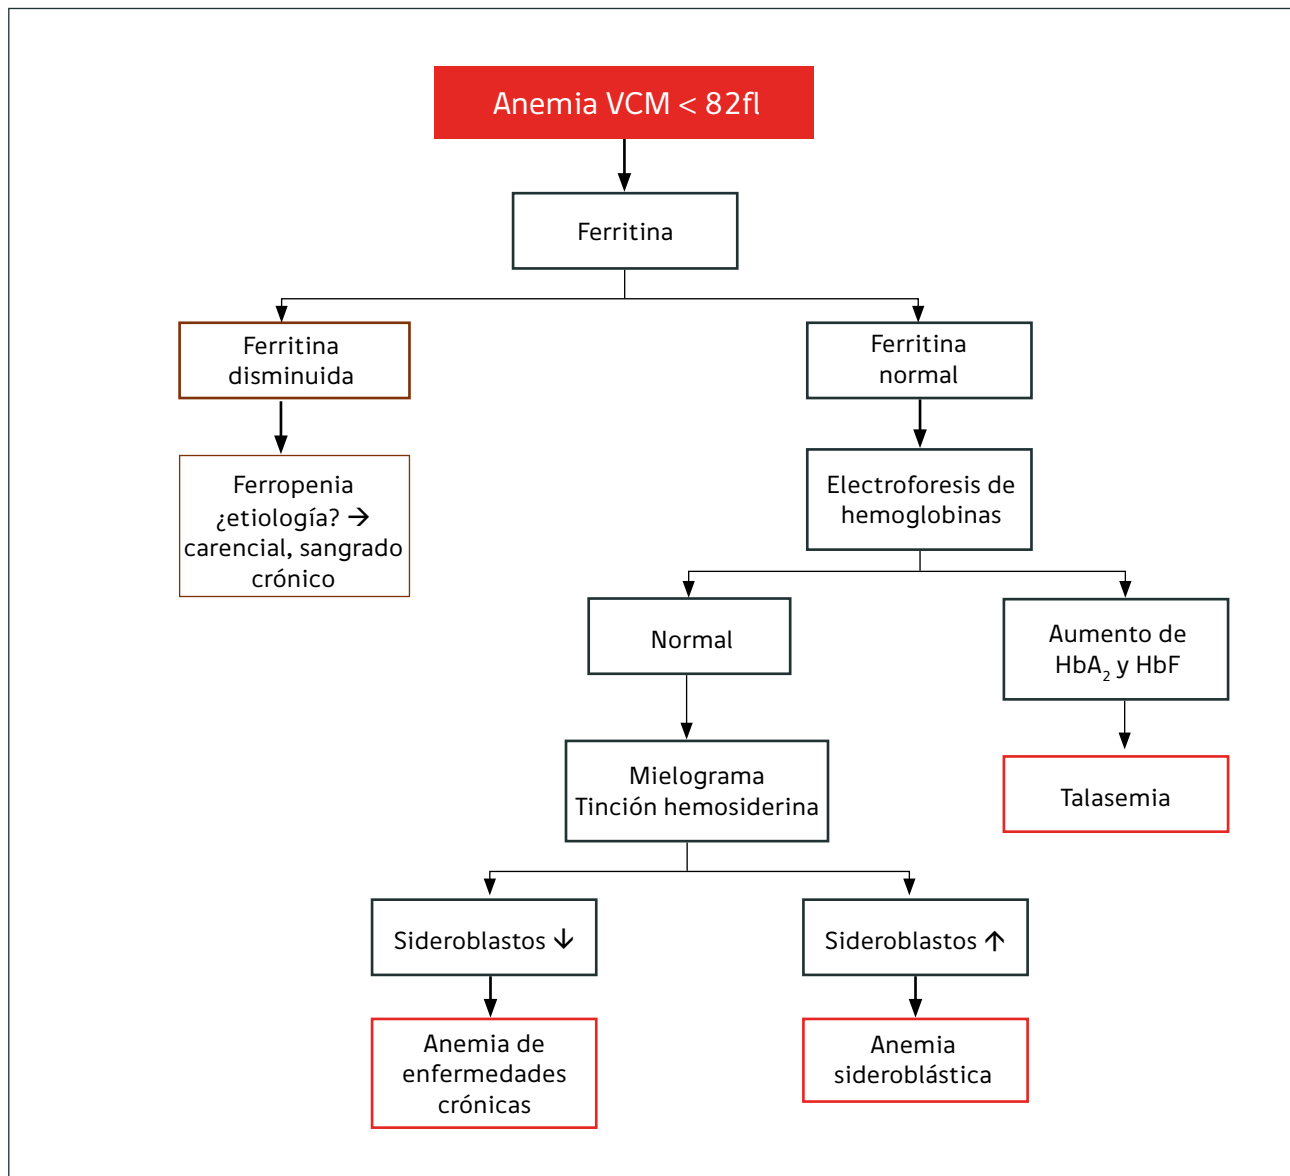 Anemia VCM < 82fl
Ferritina
Ferritina
disminuida
Ferritina
normal
Ferropenia
¿etiología? →
carencial, sangrado
crónico
Electroforesis de
hemoglobinas
Normal
Aumento de
HbA₂ y HbF
Mielograma
Tinción hemosiderina
Talasemia
Sideroblastos ↓
Sideroblastos ↑
Anemia de
enfermedades
crónicas
Anemia
sideroblástica